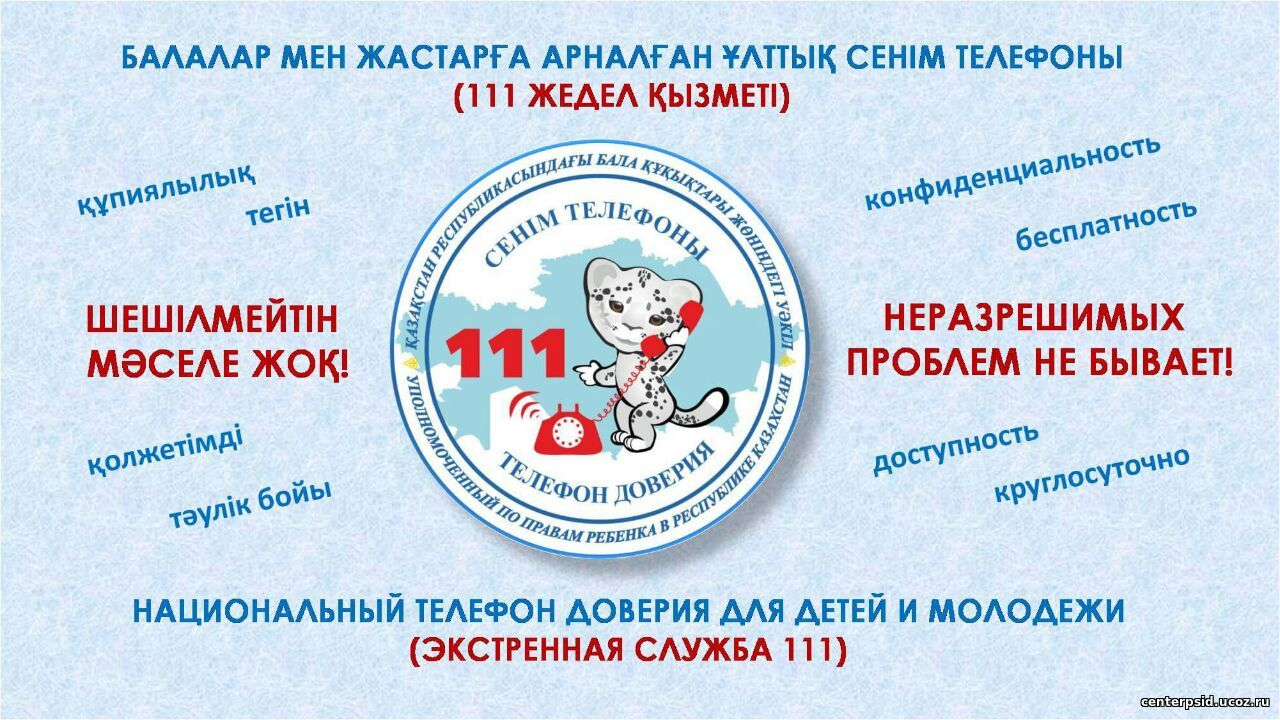 БАЛАЛАР МЕН ЖАСТАРҒА АРНАЛҒАН ҰЛТТЫҚ СЕНІМ ТЕЛЕФОНЫ
(111 ЖЕДЕЛ ҚЫЗМЕТІ)
құпиялылық
тегін
ШЕШІЛМЕЙТІН
МӘСЕЛЕ ЖОҚ!
қолжетімді
тәулік бойы
ҚАЗАҚСТАН РЕСПУБЛИКАСЫНДАҒЫ БАЛА ҚҰҚЫҚТАРЫ ЖӨНІНДЕГІ УӘКІЛ
СЕНІМ ТЕЛЕФОНЫ
111
ТЕЛЕФОН ДОВЕРИЯ
УПОЛНОМОЧЕННЫЙ ПО ПРАВАМ РЕБЕНКА В РЕСПУБЛИКЕ КАЗАХСТАН
конфиденциальность
бесплатность
НЕРАЗРЕШИМЫХ
ПРОБЛЕМ НЕ БЫВАЕТ!
доступность
круглосуточно
НАЦИОНАЛЬНЫЙ ТЕЛЕФОН ДОВЕРИЯ ДЛЯ ДЕТЕЙ И МОЛОДЕЖИ
(ЭКСТРЕННАЯ СЛУЖБА 111)
centerpsid.ucoz.ru